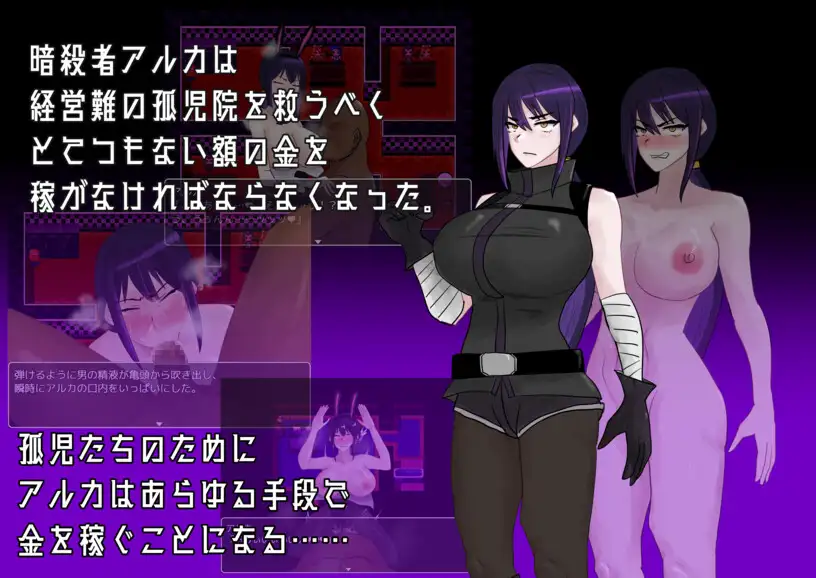 暗殺者アルカは
経営難の孤児院を救うべく
とてつもない額の金を
稼がなければならなくなった。
弾けるように男の精液が亀頭から吹き出し、
瞬時にアルカの口内をいっぱいにした。
孤児たちのために
アルカはあらゆる手段で
金を稼ぐことになる……